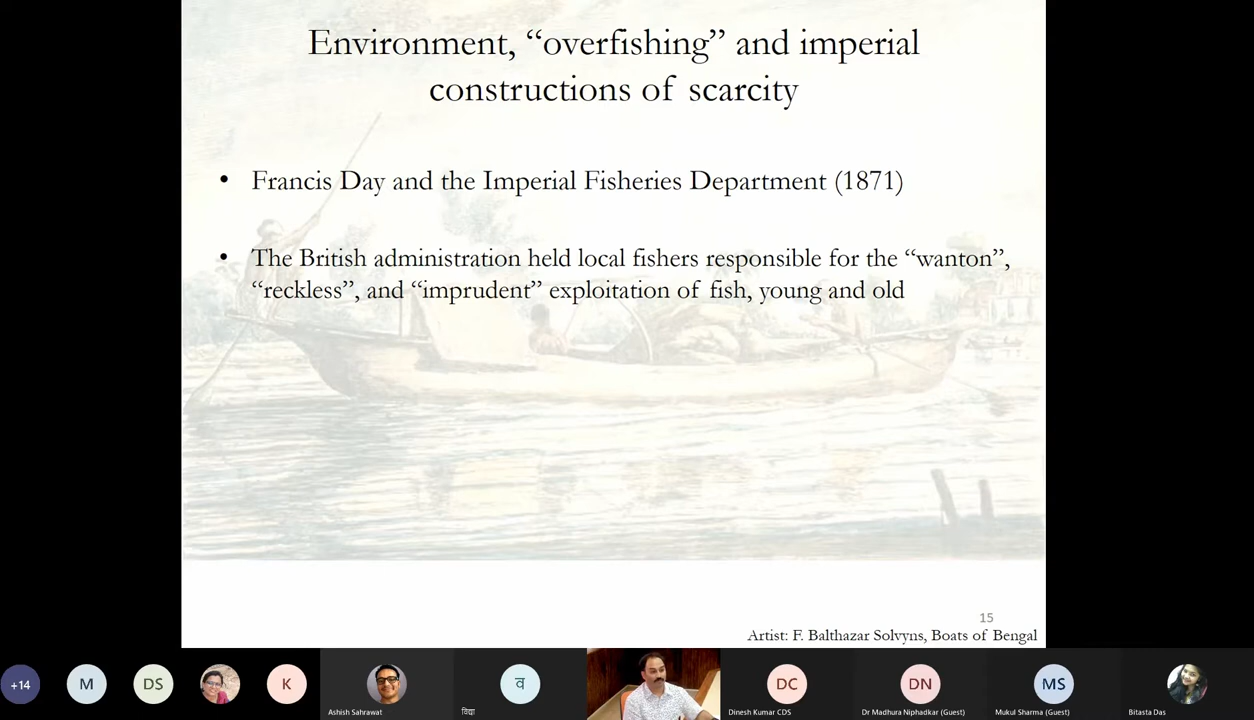 Environment, “overfishing” and imperial
constructions of scarcity
• Francis Day and the Imperial Fisheries Department (1871)
• The British administration held local fishers responsible for the “wanton”,
“reckless”, and “imprudent” exploitation of fish, young and old
15
Artist: F. Balthazar Solvyns, Boats of Bengal
+14
M
DS
K
व
DC
DN
MS
Ashish Sahrawat
विद्या
Dinesh Kumar CDS
Dr Madhura Niphadkar (Guest)
Mukul Sharma (Guest)
Bitasta Das